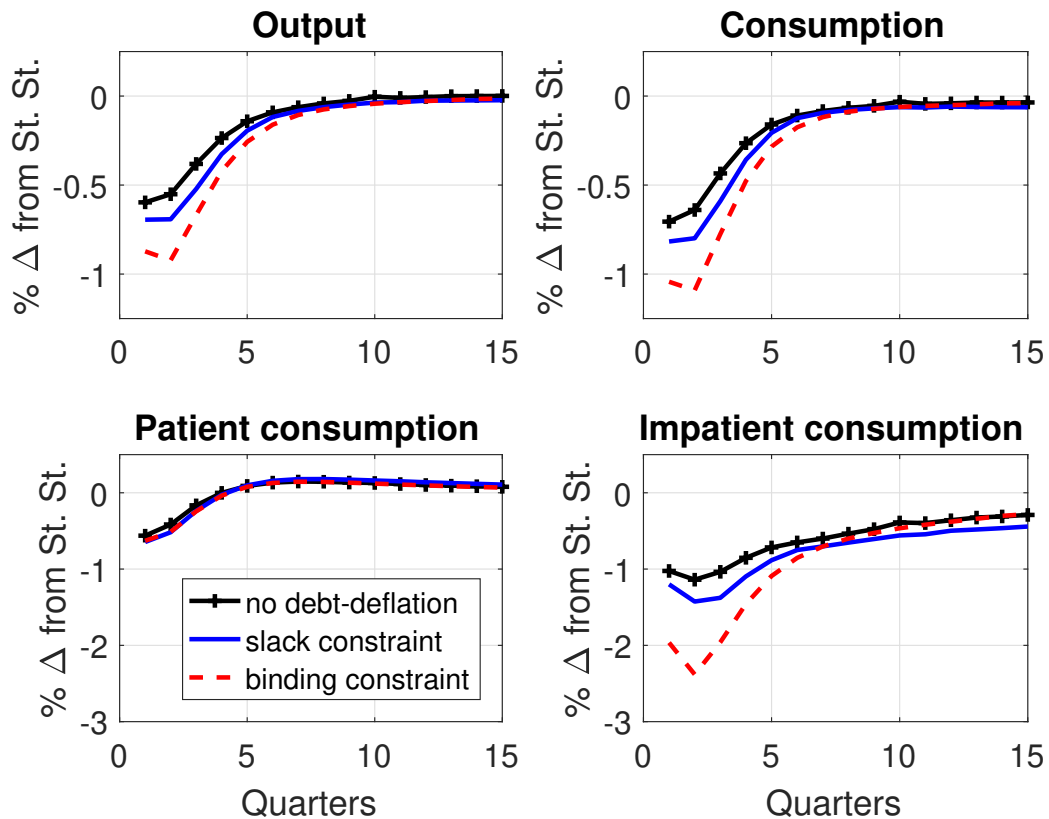 Output
% Δ from St. St.
0
-0.5
-1
0
5
10
15
Consumption
% Δ from St. St.
0
-0.5
-1
0
5
10
15
Patient consumption
% Δ from St. St.
0
-1
-2
-3
no debt-deflation
slack constraint
binding constraint
0
5
10
15
Quarters
Impatient consumption
% Δ from St. St.
0
-1
-2
-3
0
5
10
15
Quarters